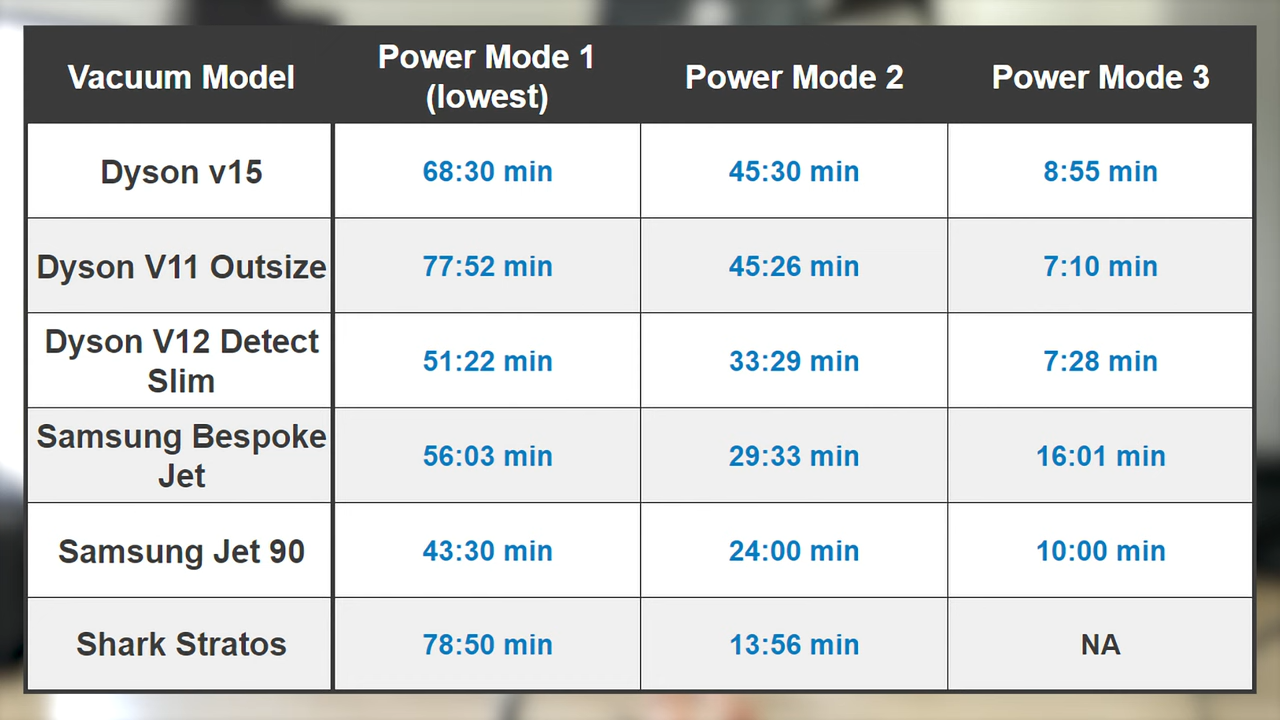 Vacuum Model
Power Mode 1
(lowest)
Power Mode 2
Power Mode 3
Dyson v15
68:30 min
45:30 min
8:55 min
Dyson V11 Outsize
77:52 min
45:26 min
7:10 min
Dyson V12 Detect
Slim
51:22 min
33:29 min
7:28 min
Samsung Bespoke
Jet
56:03 min
29:33 min
16:01 min
Samsung Jet 90
43:30 min
24:00 min
10:00 min
Shark Stratos
78:50 min
13:56 min
NA